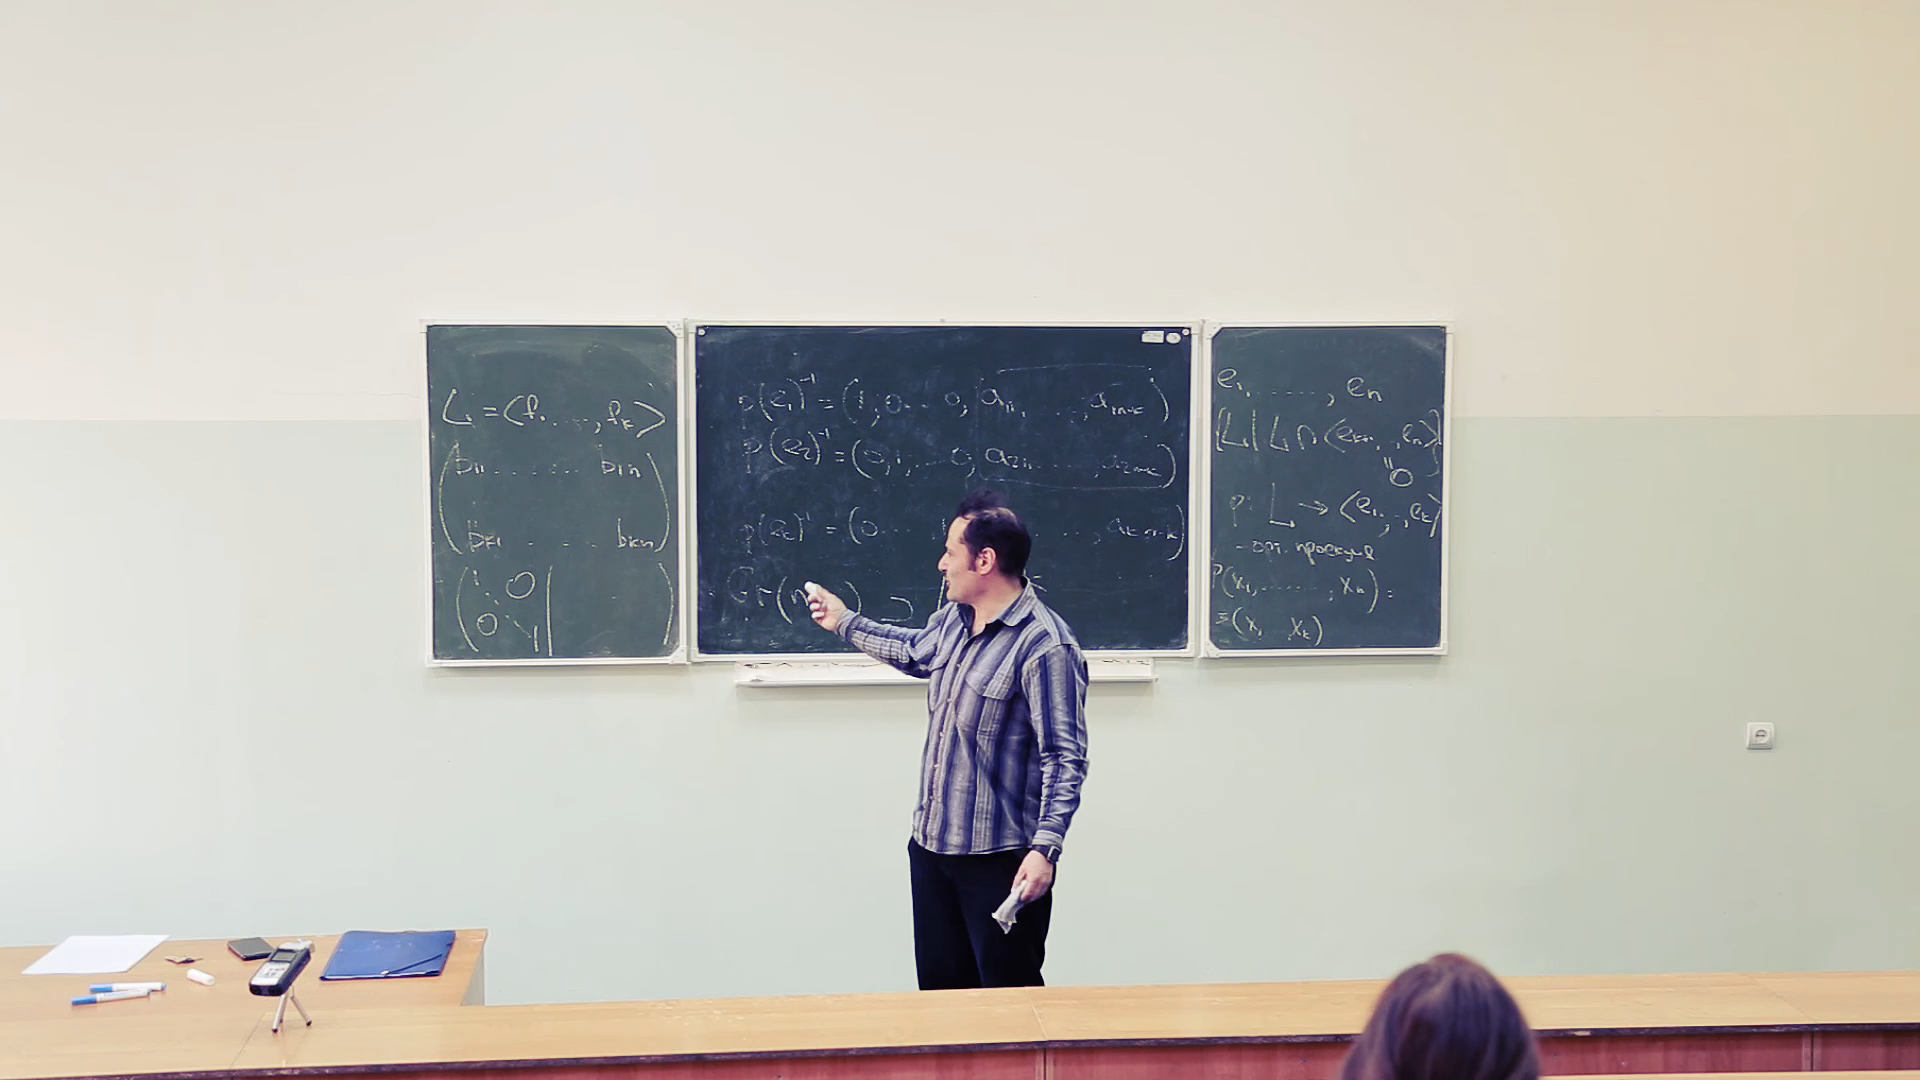 L = <f₁, ..., fₖ>
( b₁₁ ....... b₁ₙ
bₖ₁ . . ... bₖₙ )
( 1 0 |
0 1 | )
p(e₁)⁻¹ = (1, 0 ... 0, a₁₁, ..., a₁ₙ₋ₖ)
p(e₂)⁻¹ = (0, 1, ... 0, a₂₁, ..., a₂ₙ₋ₖ)
p(eₖ)⁻¹ = (0 ... , aₖ ₙ₋ₖ)
Gr(n ) ⊃
e₁, ....., eₙ
{L | L ∩ <eₖ₊₁, .., eₙ>}
"
0
p: L → <e₁, .., eₖ>
- орт. проекция
p(x₁, ......, xₖ) =
= (x₁ xₖ)